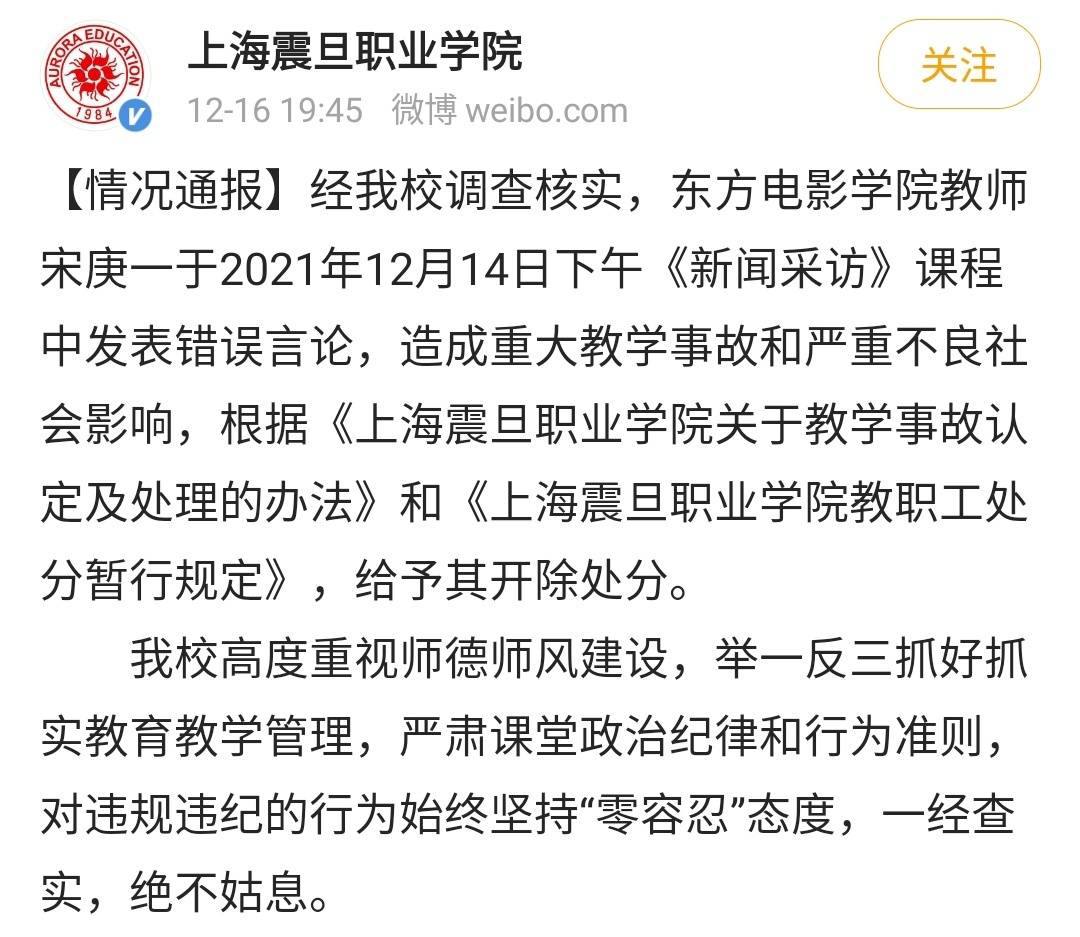 AURORA EDUCATION
1984
上海震旦职业学院
关注
12-16 19:45 微博 weibo.com
【情况通报】经我校调查核实，东方电影学院教师
宋庚一于2021年12月14日下午《新闻采访》课程
中发表错误言论，造成重大教学事故和严重不良社
会影响，根据《上海震旦职业学院关于教学事故认
定及处理的办法》和《上海震旦职业学院教职工处
分暂行规定》，给予其开除处分。
我校高度重视师德师风建设，举一反三抓好抓
实教育教学管理，严肃课堂政治纪律和行为准则，
对违规违纪的行为始终坚持“零容忍”态度，一经查
实，绝不姑息。